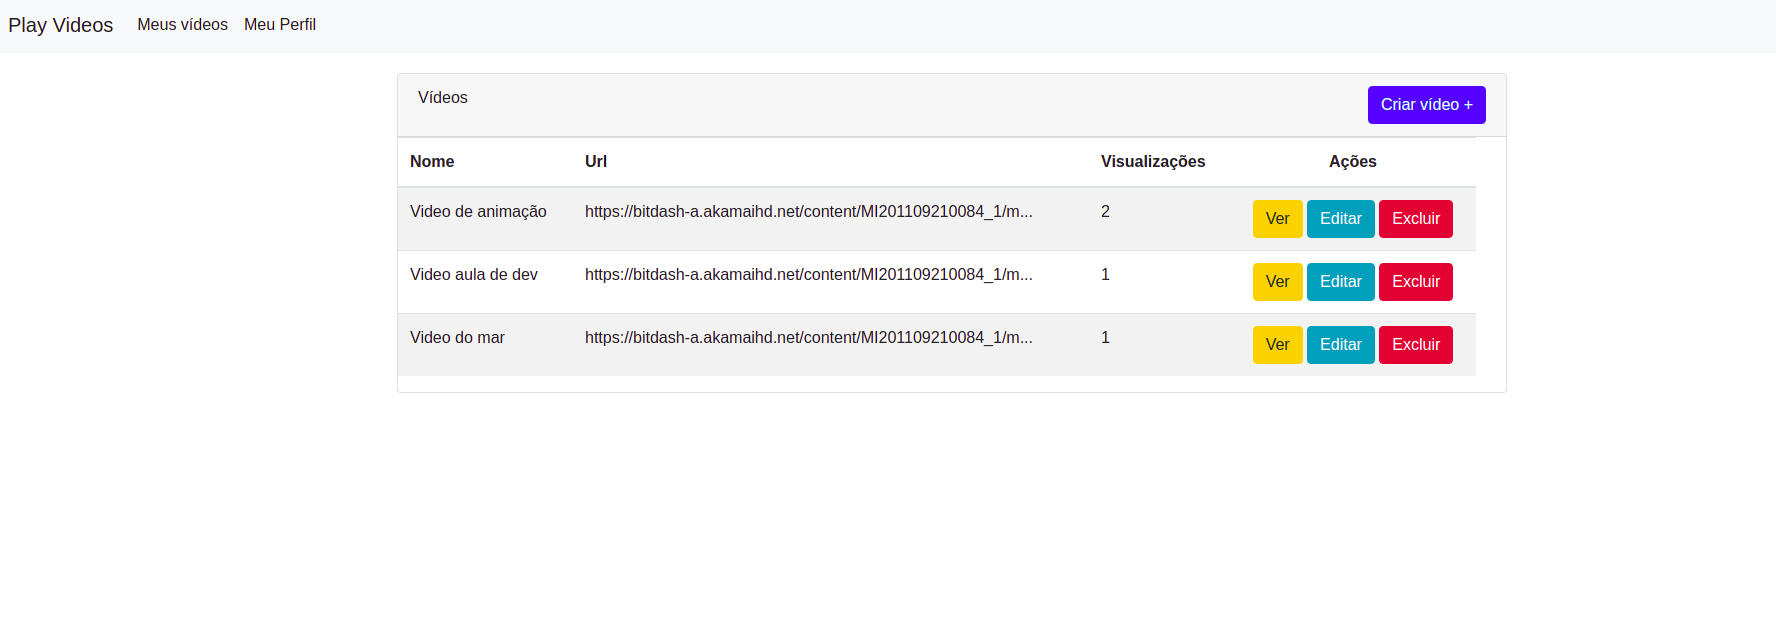 Play Videos Meus vídeos Meu Perfil
Vídeos Criar vídeo +
Nome Url Visualizações Ações
Video de animação https://bitdash-a.akamaihd.net/content/MI201109210084_1/m... 2 Ver Editar Excluir
Video aula de dev https://bitdash-a.akamaihd.net/content/MI201109210084_1/m... 1 Ver Editar Excluir
Video do mar https://bitdash-a.akamaihd.net/content/MI201109210084_1/m... 1 Ver Editar Excluir